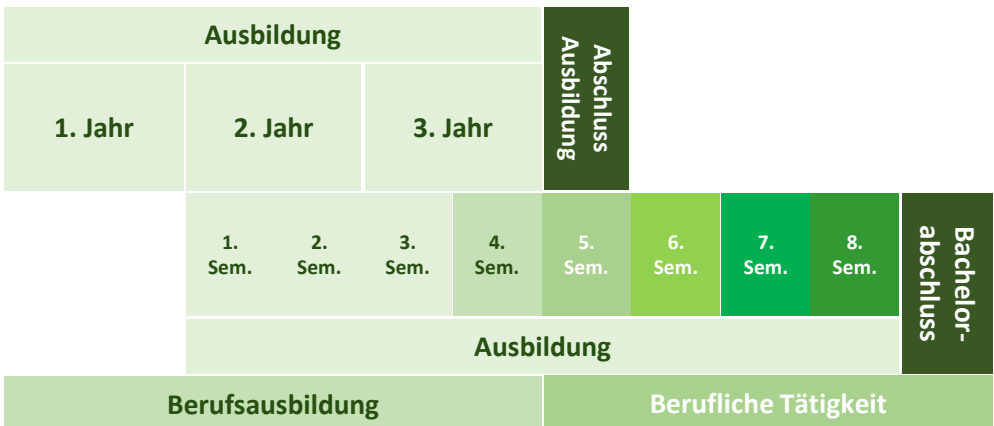 Ausbildung
1. Jahr
2. Jahr
3. Jahr
Abschluss
Ausbildung
1.
Sem.
2.
Sem.
3.
Sem.
4.
Sem.
5.
Sem.
6.
Sem.
7.
Sem.
8.
Sem.
Bachelor-
abschluss
Ausbildung
Berufsausbildung
Berufliche Tätigkeit